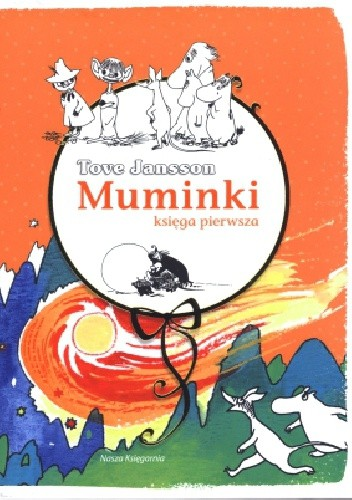 Tove Jansson
Muminki
księga pierwsza
Nasza Księgarnia